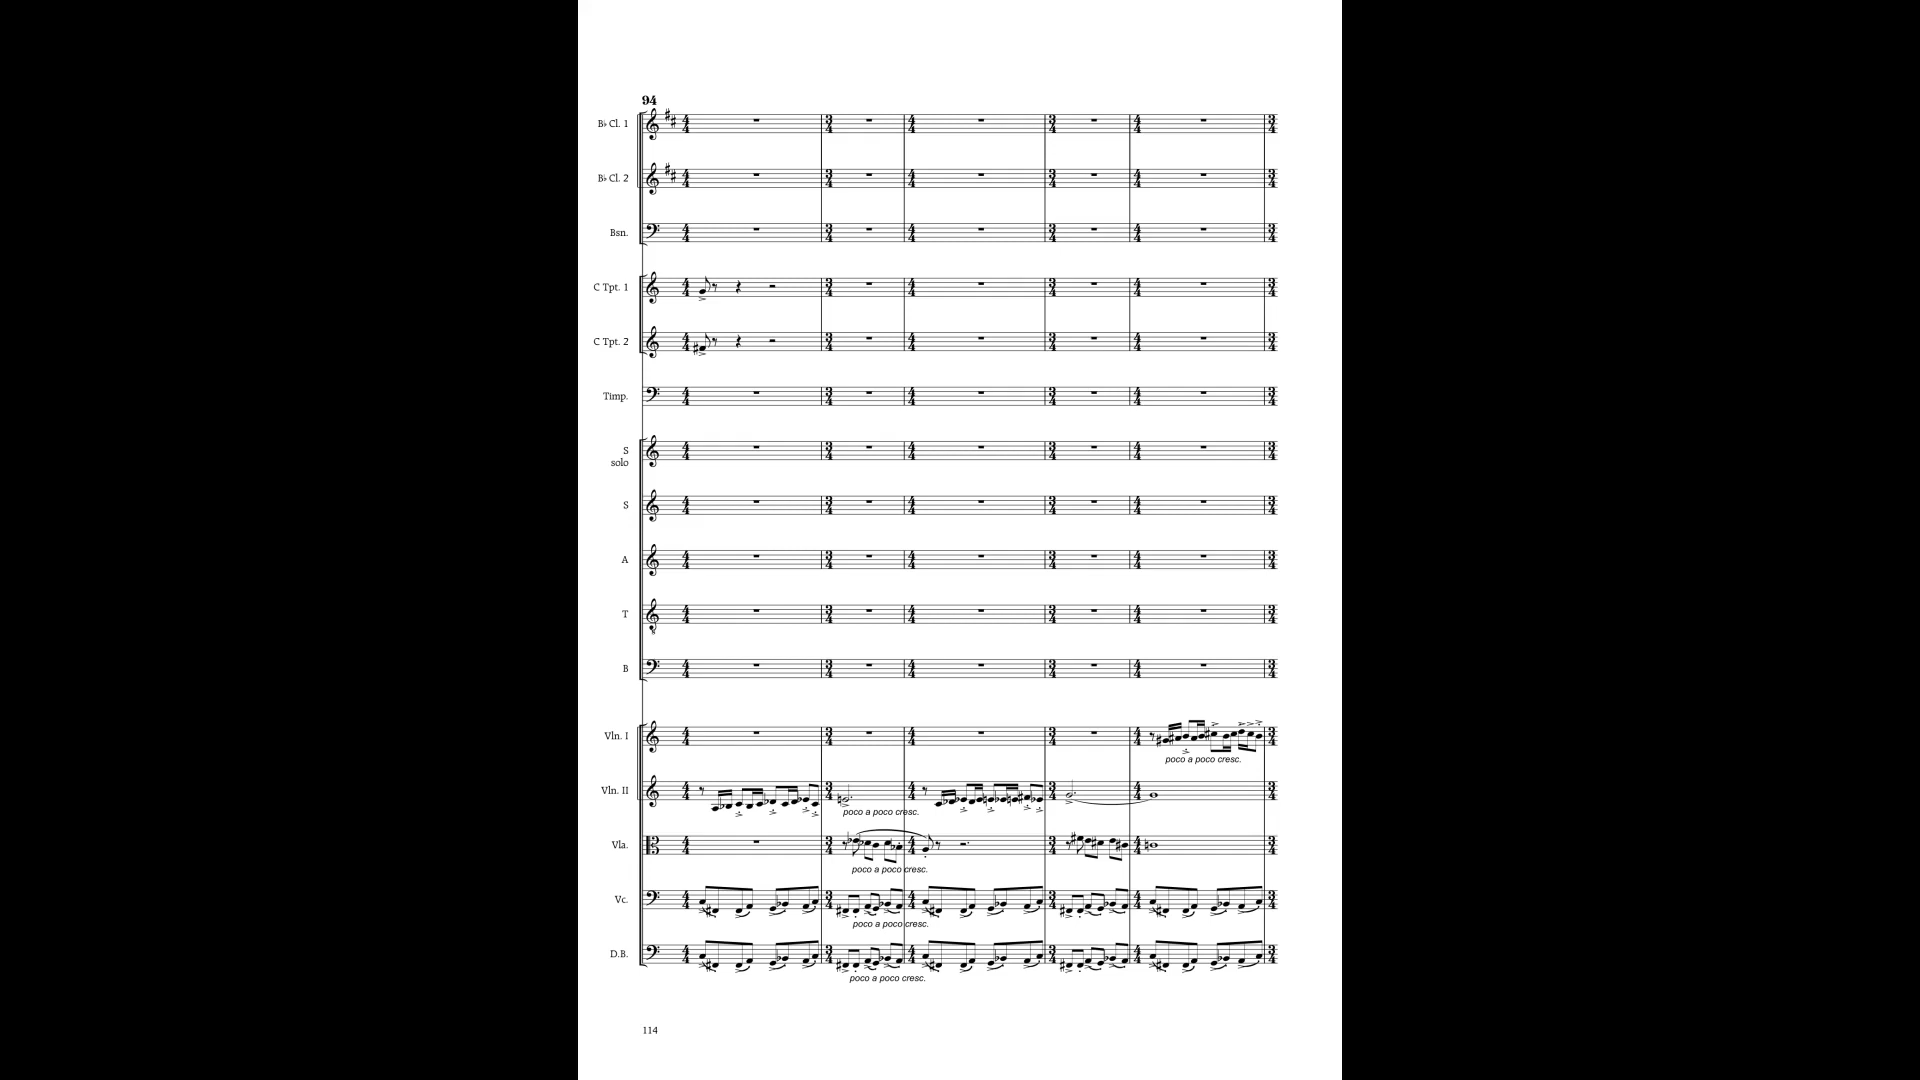 94
B♭ Cl. 1
B♭ Cl. 2
Bsn.
C Tpt. 1
C Tpt. 2
Timp.
S
solo
S
A
T
B
Vln. I
poco a poco cresc.
Vln. II
poco a poco cresc.
Vla.
poco a poco cresc.
Vc.
poco a poco cresc.
D.B.
poco a poco cresc.
114